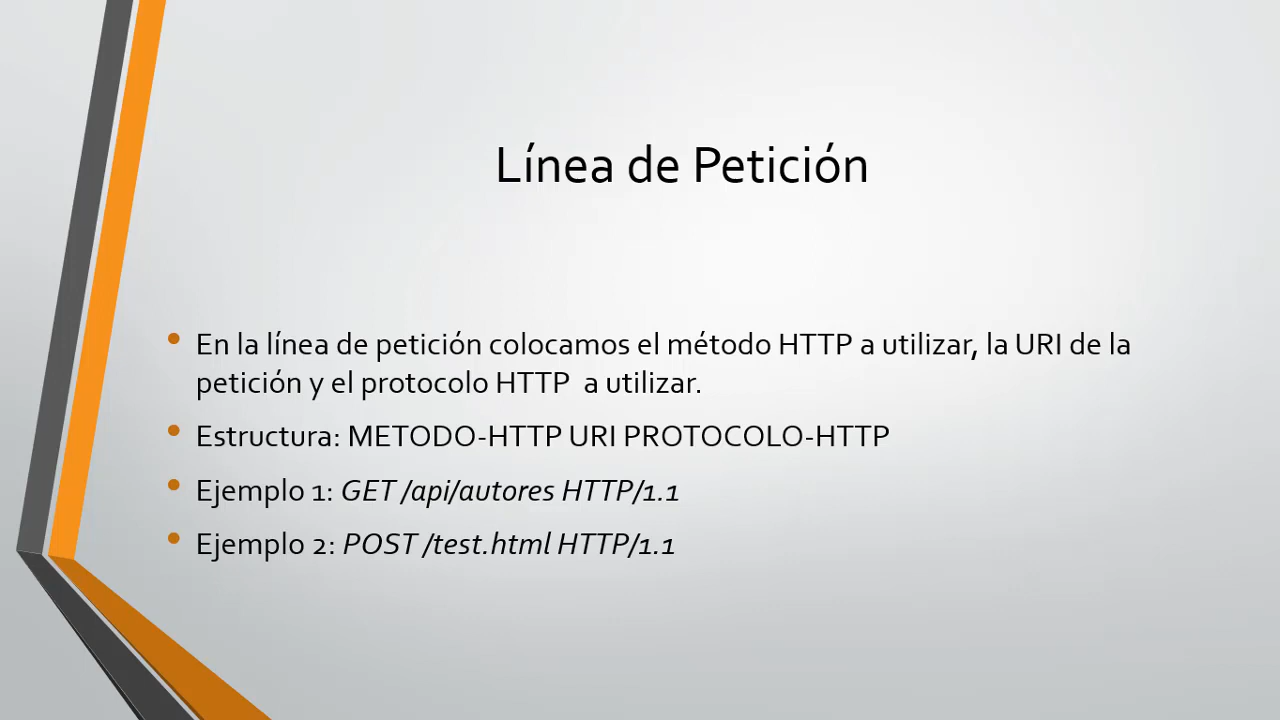 Línea de Petición
• En la línea de petición colocamos el método HTTP a utilizar, la URI de la
petición y el protocolo HTTP  a utilizar.
• Estructura: METODO-HTTP URI PROTOCOLO-HTTP
• Ejemplo 1: GET /api/autores HTTP/1.1
• Ejemplo 2: POST /test.html HTTP/1.1